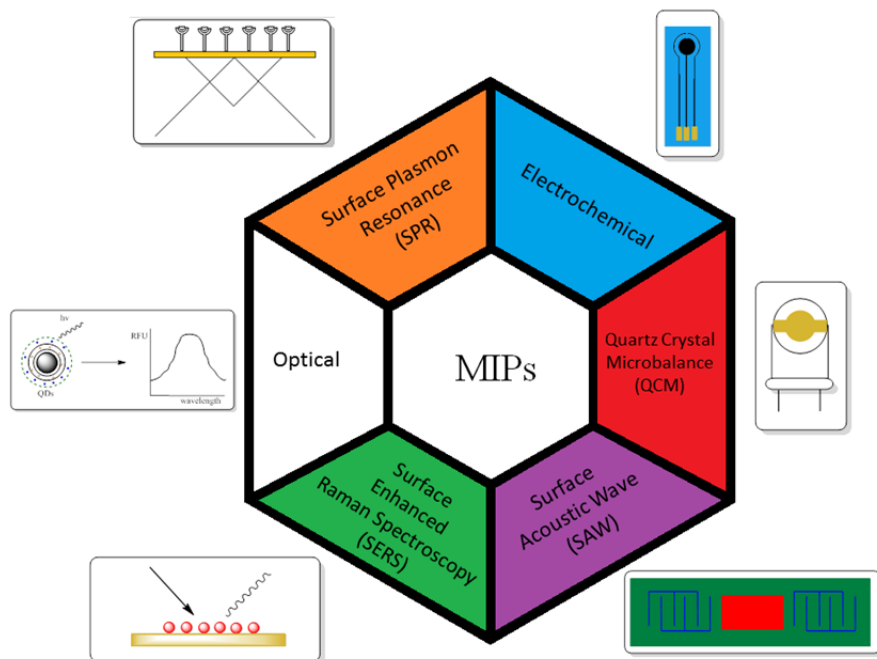 Surface Plasmon
Resonance
(SPR)
Electrochemical
hν
RFU
QDs
wavelength
Optical
MIPs
Quartz Crystal
Microbalance
(QCM)
Surface
Enhanced
Raman Spectroscopy
(SERS)
Surface
Acoustic Wave
(SAW)